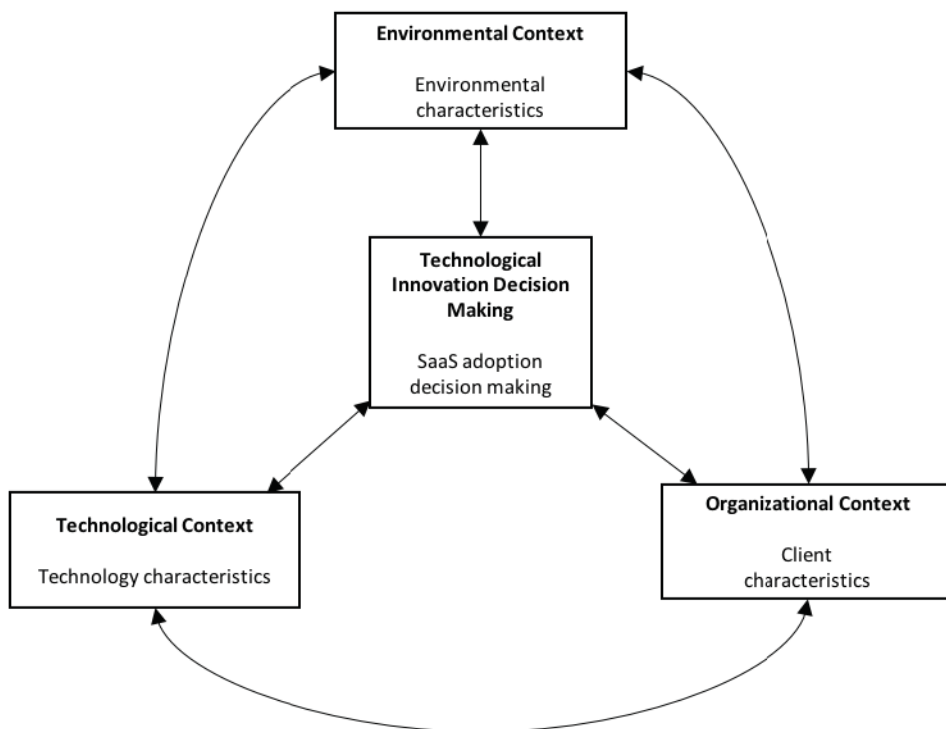 Environmental Context
Environmental
characteristics
Technological
Innovation Decision
Making
SaaS adoption
decision making
Technological Context
Technology characteristics
Organizational Context
Client
characteristics